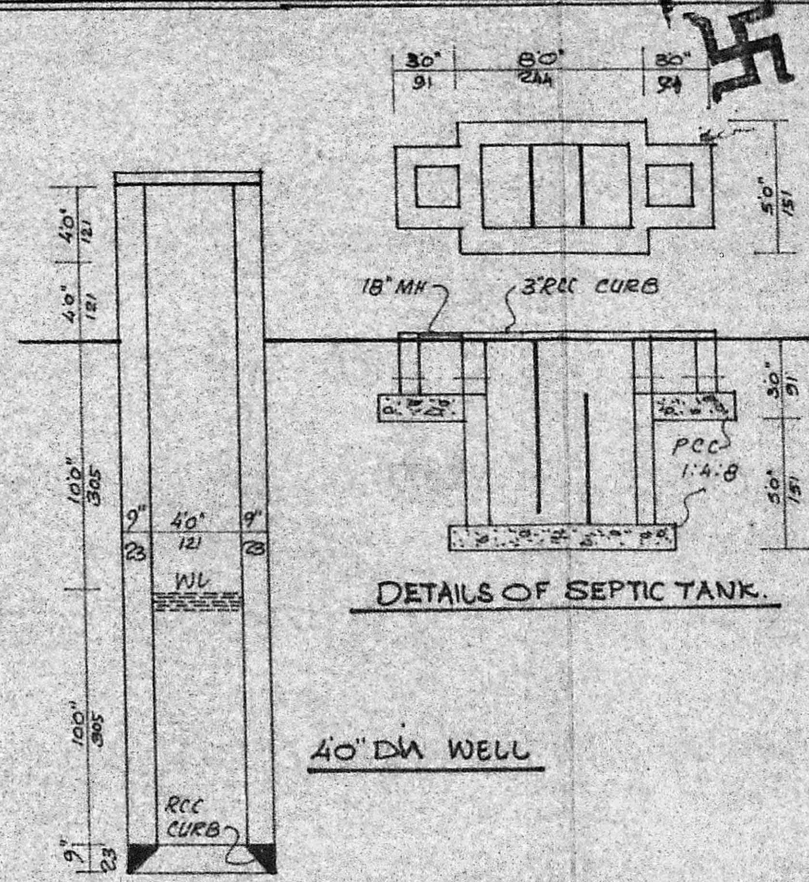 3'0" 8'0" 3'0"
91 244 91
5'0"
151
4'0"
121
4'0"
121
18" MH 3"RCC CURB
3'0"
91
PCC
1:4:8
5'0"
151
10'0"
305
9" 4'0" 9"
23 121 23
WL
DETAILS OF SEPTIC TANK.
10'0"
305
4'0" DIA WELL
RCC
CURB
9"
23